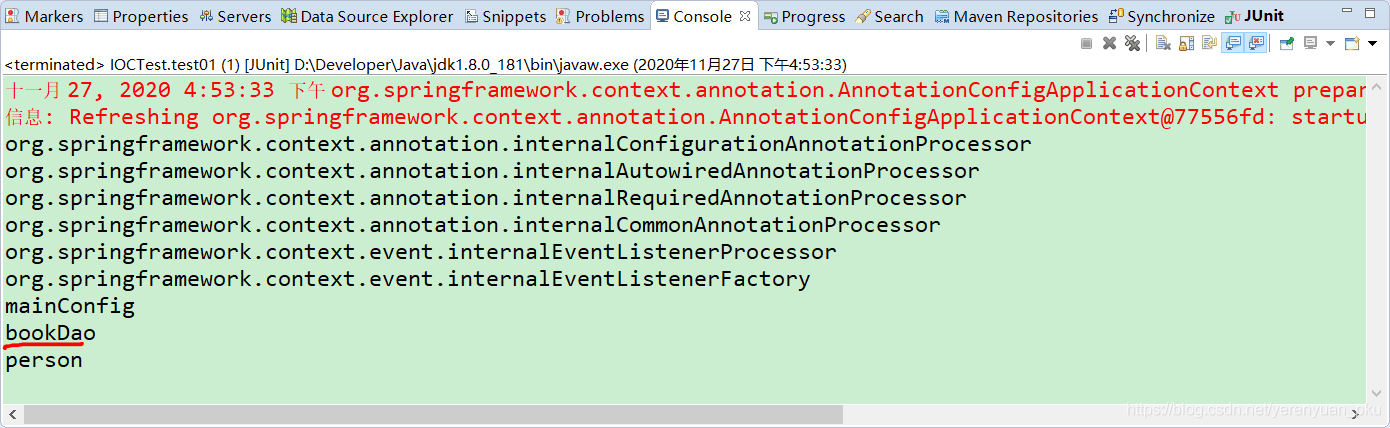 Markers Properties Servers Data Source Explorer Snippets Problems Console Progress Search Maven Repositories Synchronize JUnit
<terminated> IOCTest.test01 (1) [JUnit] D:\Developer\Java\jdk1.8.0_181\bin\javaw.exe (2020年11月27日 下午4:53:33)
十一月 27, 2020 4:53:33 下午 org.springframework.context.annotation.AnnotationConfigApplicationContext prepar
信息: Refreshing org.springframework.context.annotation.AnnotationConfigApplicationContext@77556fd: startu
org.springframework.context.annotation.internalConfigurationAnnotationProcessor
org.springframework.context.annotation.internalAutowiredAnnotationProcessor
org.springframework.context.annotation.internalRequiredAnnotationProcessor
org.springframework.context.annotation.internalCommonAnnotationProcessor
org.springframework.context.event.internalEventListenerProcessor
org.springframework.context.event.internalEventListenerFactory
mainConfig
bookDao
person